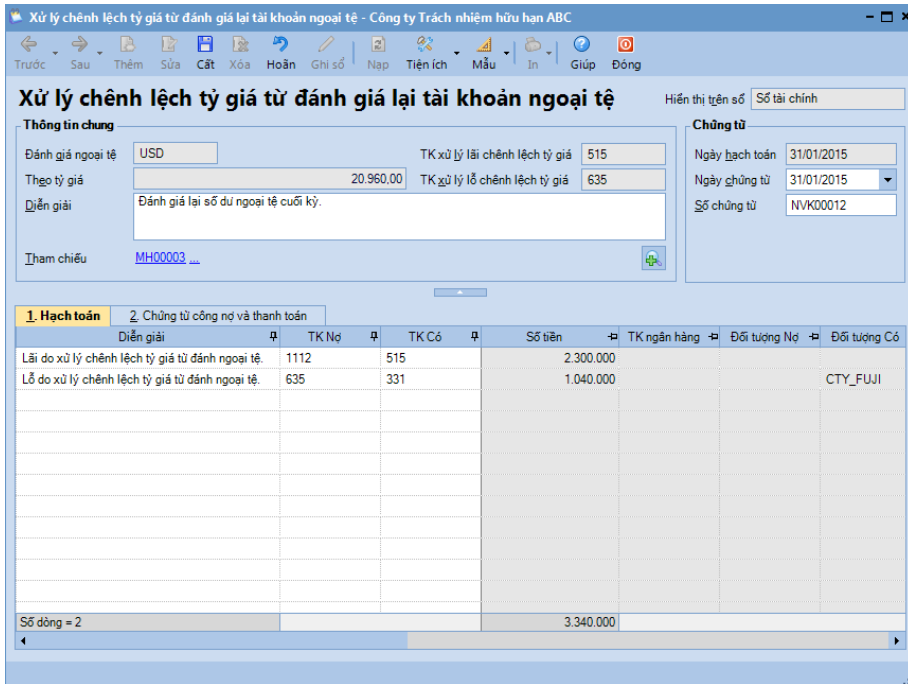 Xử lý chênh lệch tỷ giá từ đánh giá lại tài khoản ngoại tệ - Công ty Trách nhiệm hữu hạn ABC
Trước Sau Thêm Sửa Cất Xóa Hoãn Ghi sổ Nạp Tiện ích Mẫu In Giúp Đóng
Xử lý chênh lệch tỷ giá từ đánh giá lại tài khoản ngoại tệ
Hiển thị trên sổ Sổ tài chính
Thông tin chung
Đánh giá ngoại tệ USD TK xử lý lãi chênh lệch tỷ giá 515
Theo tỷ giá 20.960,00 TK xử lý lỗ chênh lệch tỷ giá 635
Diễn giải Đánh giá lại số dư ngoại tệ cuối kỳ.
Tham chiếu MH00003 ...
Chứng từ
Ngày hạch toán 31/01/2015
Ngày chứng từ 31/01/2015
Số chứng từ NVK00012
1. Hạch toán 2. Chứng từ công nợ và thanh toán
Diễn giải TK Nợ TK Có Số tiền TK ngân hàng Đối tượng Nợ Đối tượng Có
Lãi do xử lý chênh lệch tỷ giá từ đánh ngoại tệ. 1112 515 2.300.000
Lỗ do xử lý chênh lệch tỷ giá từ đánh ngoại tệ. 635 331 1.040.000 CTY_FUJI
Số dòng = 2 3.340.000